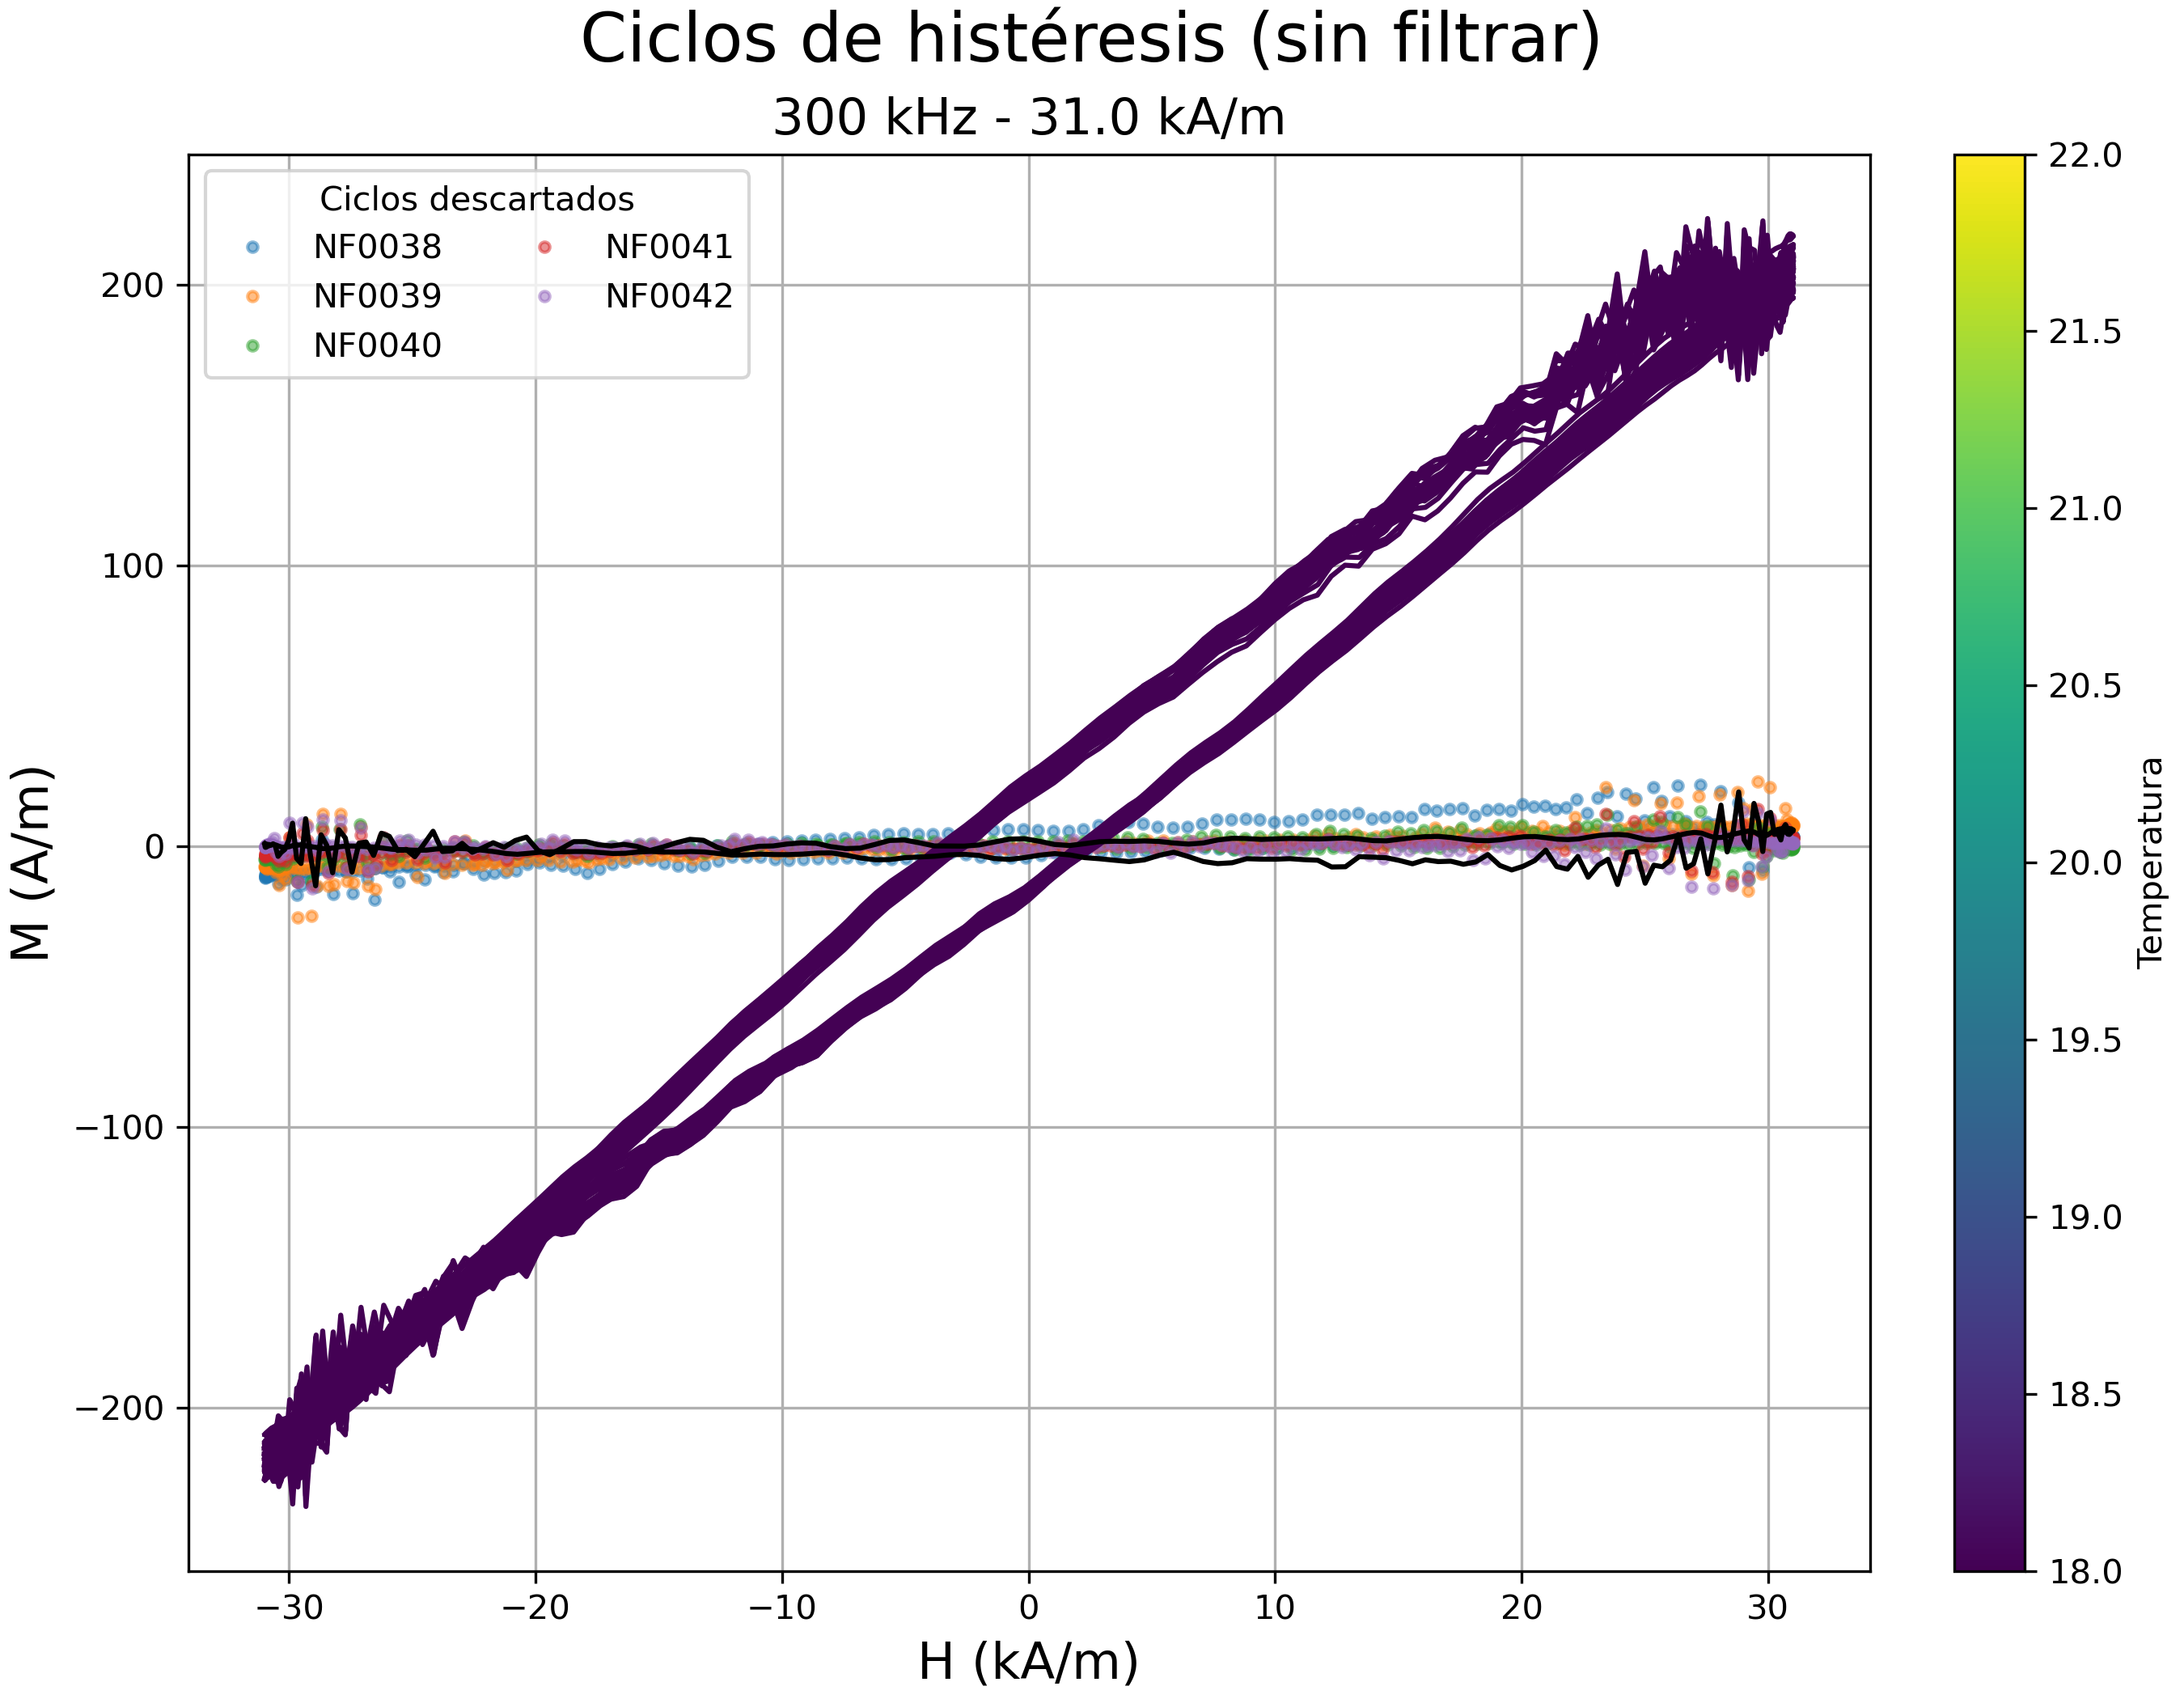 Ciclos de histéresis (sin filtrar)
300 kHz - 31.0 kA/m
Ciclos descartados
NF0038
NF0039
NF0040
NF0041
NF0042
200
100
0
−100
−200
M (A/m)
−30
−20
−10
0
10
20
30
H (kA/m)
22.0
21.5
21.0
20.5
20.0
19.5
19.0
18.5
18.0
Temperatura